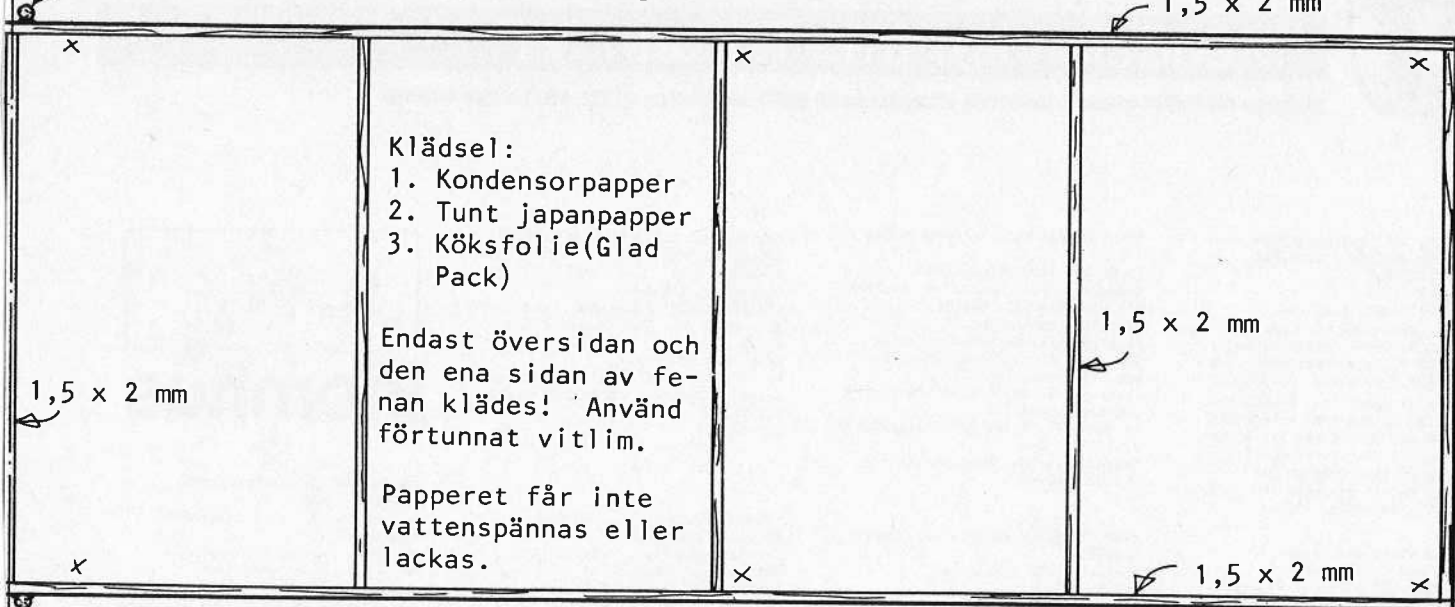 1,5 x 2 mm
x
x
x
Klädsel:
1. Kondensorpapper
2. Tunt japanpapper
3. Köksfolie(Glad
Pack)
Endast översidan och
den ena sidan av fe-
nan klädes! Använd
förtunnat vitlim.
Papperet får inte
vattenspännas eller
lackas.
1,5 x 2 mm
1,5 x 2 mm
x
x
1,5 x 2 mm
x